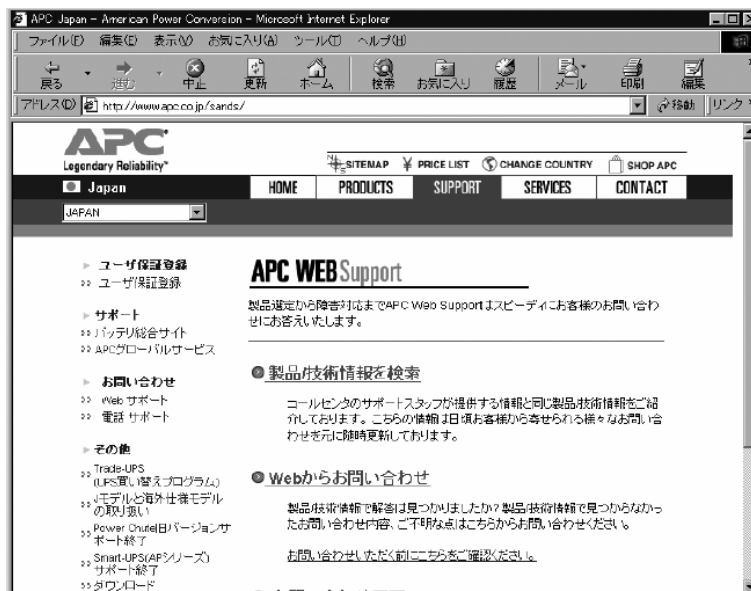 APC Japan - American Power Conversion - Microsoft Internet Explorer
ファイル(F) 編集(E) 表示(V) お気に入り(A) ツール(T) ヘルプ(H)
戻る 進む 中止 更新 ホーム 検索 お気に入り 履歴 メール 印刷 編集
アドレス(D) http://www.apc.co.jp/sands/ 移動 リンク
APC
Legendary Reliability
SITEMAP ¥ PRICE LIST CHANGE COUNTRY SHOP APC
Japan HOME PRODUCTS SUPPORT SERVICES CONTACT
JAPAN
ユーザ保証登録
ユーザ保証登録
サポート
バッテリ総合サイト
APCグローバルサービス
お問い合わせ
Web サポート
電話 サポート
その他
Trade-UPS
(UPS買い替えプログラム)
Jモデルと海外仕様モデル
の取り扱い
Power Chute旧バージョンサ
ポート終了
Smart-UPS(APシリーズ)
サポート終了
ダウンロード
APC WEB Support
製品選定から障害対応までAPC Web Supportはスピーディにお客様のお問い合わ
せにお答えいたします。
製品/技術情報を検索
コールセンタのサポートスタッフが提供する情報と同じ製品/技術情報をご紹
介しております。こちらの情報は日頃お客様から寄せられる様々なお問い合
わせを元に随時更新しております。
Webからお問い合わせ
製品/技術情報で解答は見つかりましたか?製品/技術情報で見つからなかっ
たお問い合わせ内容、ご不明な点はこちらからお問い合わせください。
お問い合わせいただく前にこちらをご確認ください。